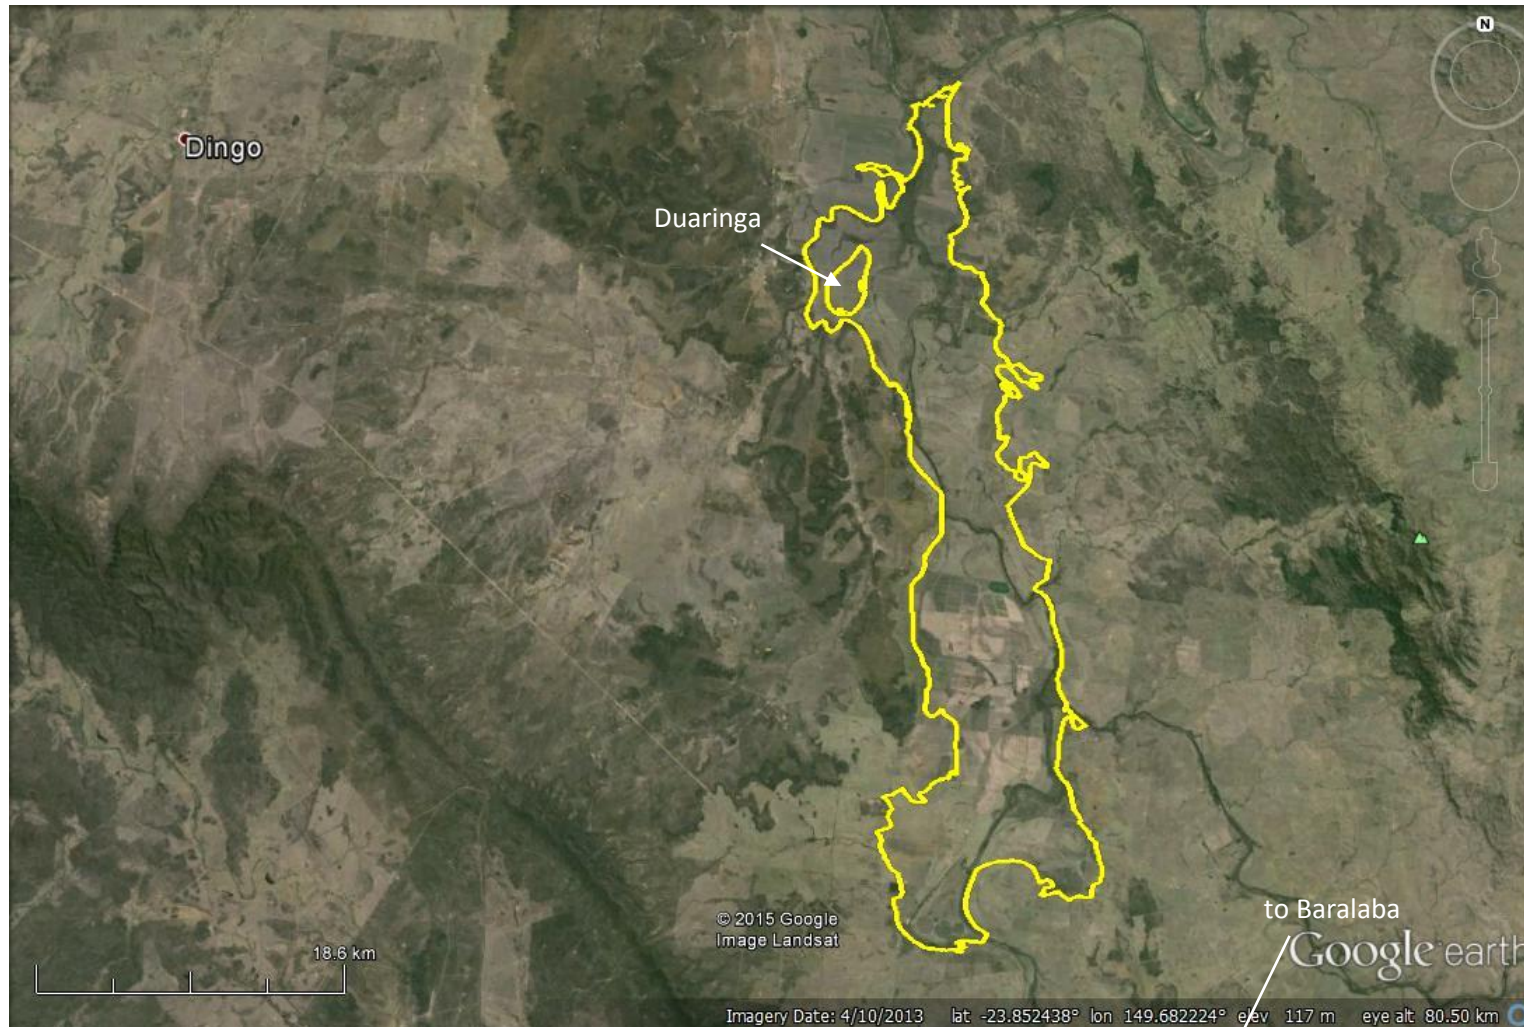 N
Dingo
Duaringa
to Baralaba
© 2015 Google
Image Landsat
Google earth
18.6 km
Imagery Date: 4/10/2013 lat -23.852438° lon 149.682224° elev 117 m eye alt 80.50 km